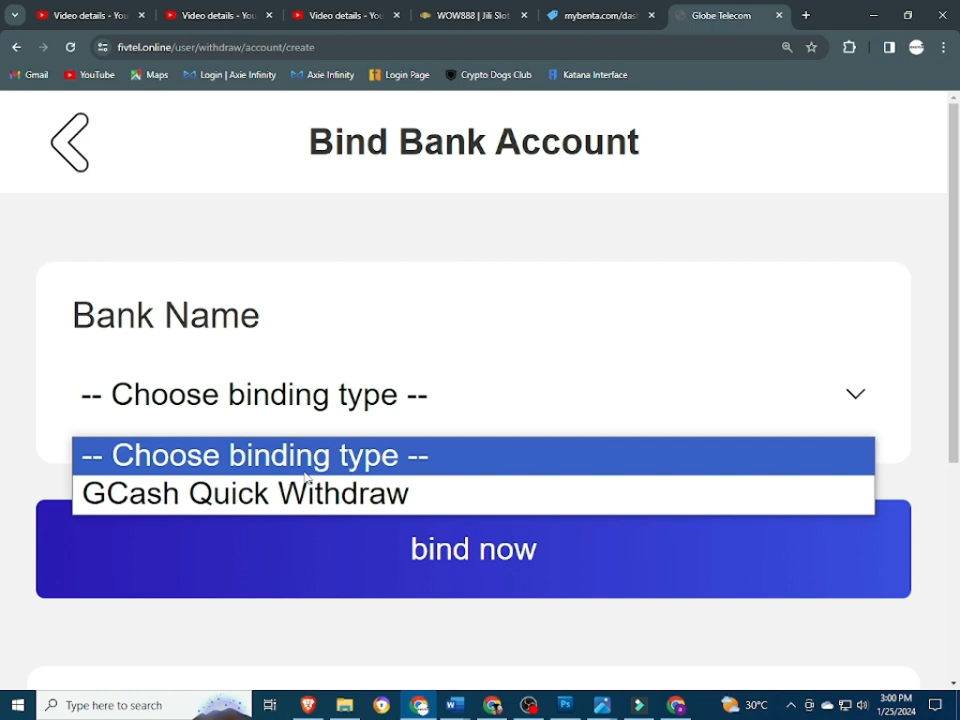 Video details - You
Video details - You
Video details - You
WOW888 | Jili Slot
mybenta.com/das
Globe Telecom
fivtel.online/user/withdraw/account/create
Gmail
YouTube
Maps
Login | Axie Infinity
Axie Infinity
Login Page
Crypto Dogs Club
Katana Interface
Bind Bank Account
Bank Name
-- Choose binding type --
-- Choose binding type --
GCash Quick Withdraw
bind now
Type here to search
30°C
3:00 PM
1/25/2024